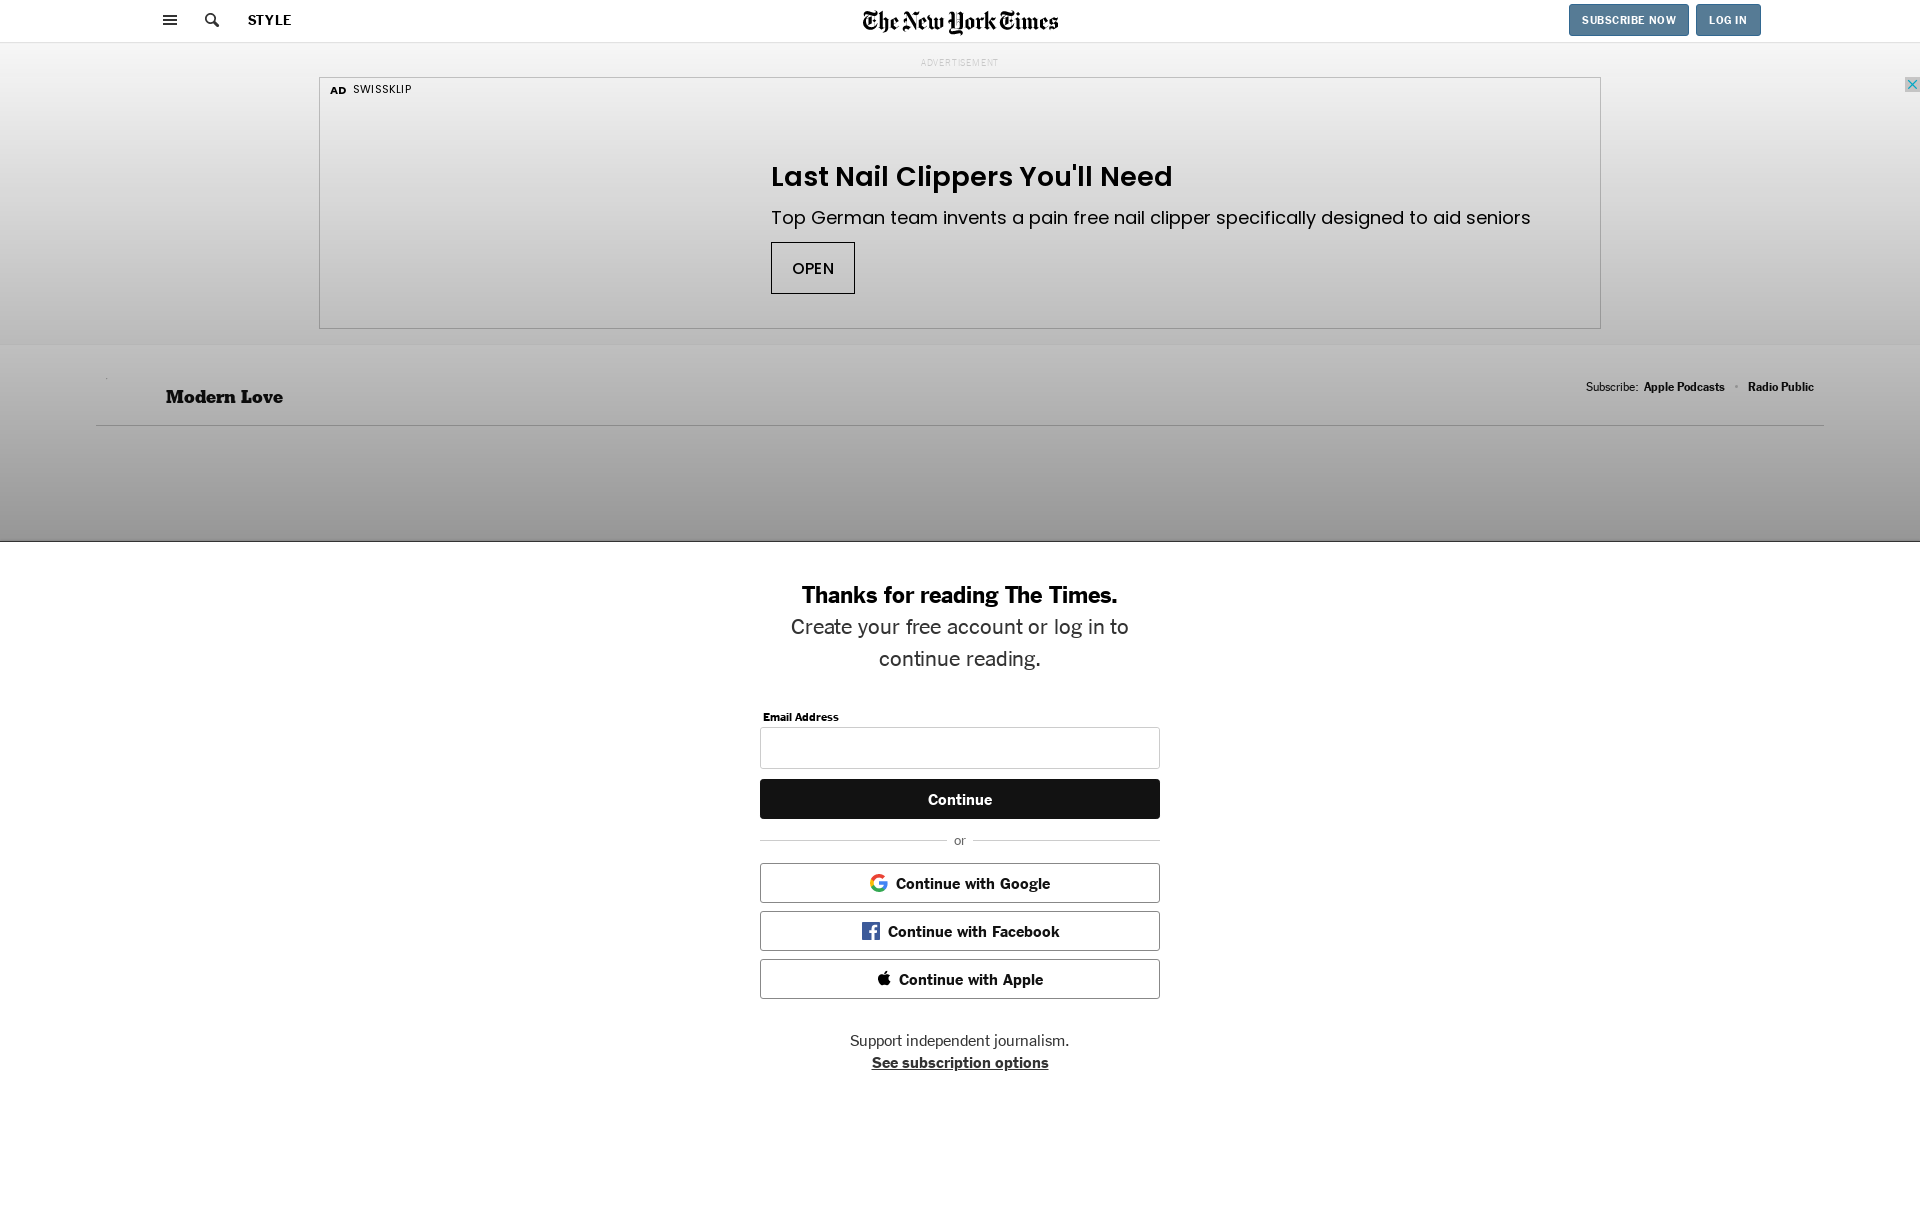 STYLE
The New York Times
SUBSCRIBE NOW
LOG IN
ADVERTISEMENT
AD SWISSKLIP
Last Nail Clippers You'll Need
Top German team invents a pain free nail clipper specifically designed to aid seniors
OPEN
Modern Love
Subscribe: Apple Podcasts • Radio Public
Thanks for reading The Times.
Create your free account or log in to
continue reading.
Email Address
Continue
or
Continue with Google
Continue with Facebook
Continue with Apple
Support independent journalism.
See subscription options